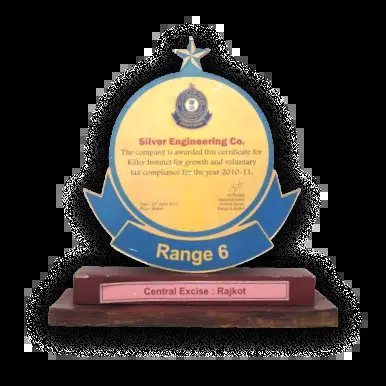 Silver Engineering Co.
The company is awarded this certificate for
Killer Instinct for growth and voluntary
tax compliance for the year 2010-11.
Range 6
Central Excise : Rajkot